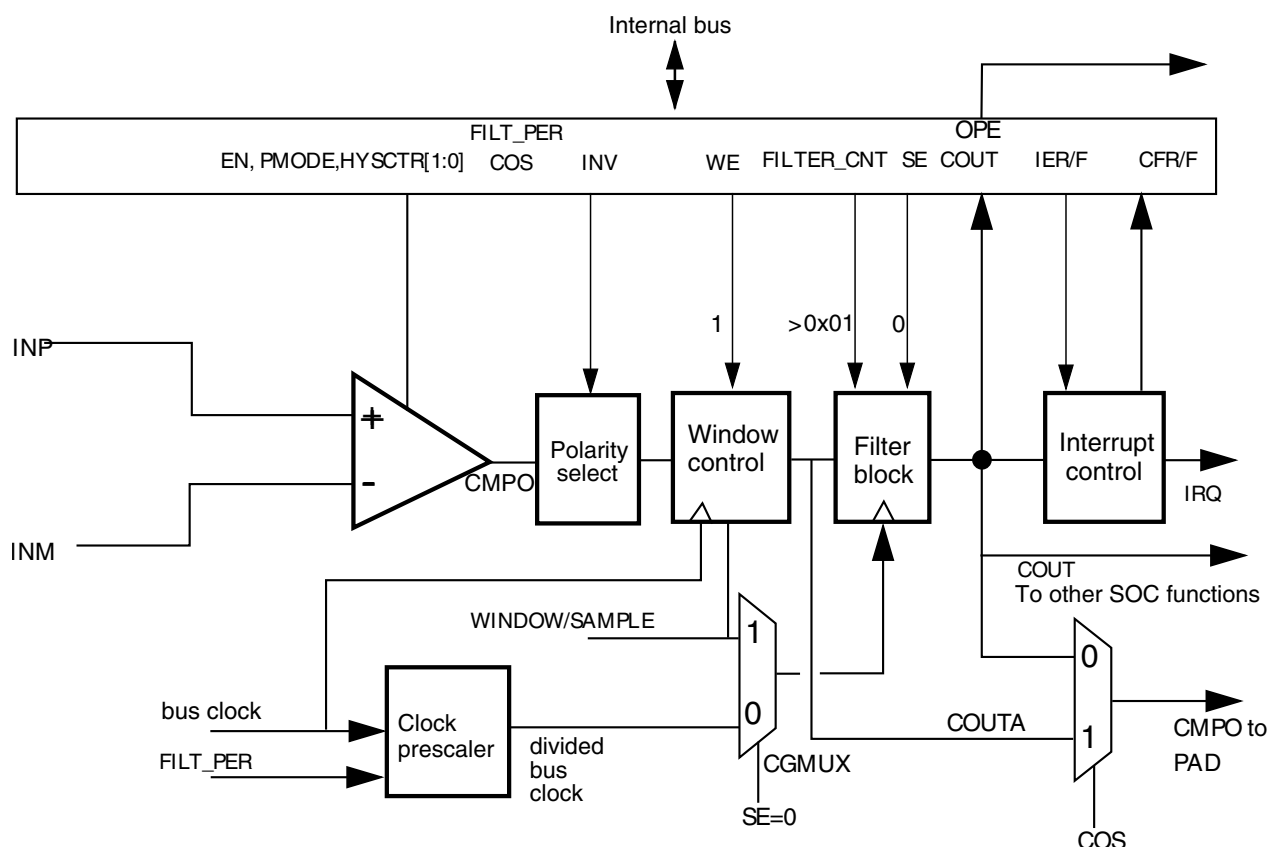 Internal bus
FILT_PER
OPE
EN, PMODE,HYSCTR[1:0]
COS
INV
WE
FILTER_CNT
SE
COUT
IER/F
CFR/F
1
>0x01
0
INP
+
-
INM
CMPO
Polarity
select
Window
control
Filter
block
Interrupt
control
IRQ
COUT
To other SOC functions
WINDOW/SAMPLE
1
0
bus clock
FILT_PER
Clock
prescaler
divided
bus
clock
CGMUX
SE=0
COUTA
0
1
CMPO to
PAD
COS